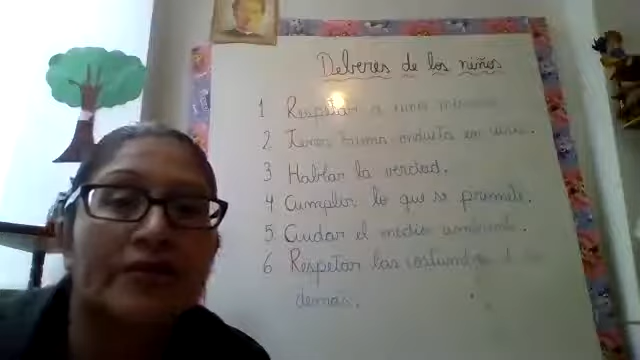 Deberes de los niños
1 Respetar a
2 Tener buena conducta en
3 Hablar la verdad.
4 Cumplir lo que se promete.
5 Cuidar el medio ambiente.
6 Respetar las costumbres
demás.